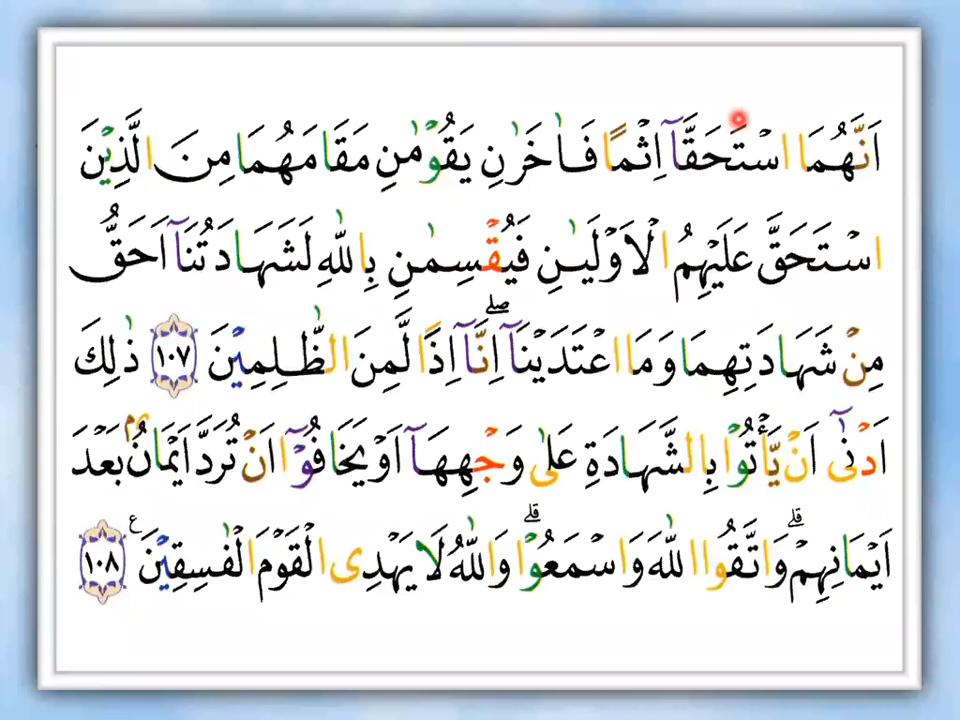 اَنَّهُمَا اسْتَحَقَّآ اِثْمًا فَاٰخَرٰنِ يَقُوْمٰنِ مَقَامَهُمَا مِنَ الَّذِيْنَ
اسْتَحَقَّ عَلَيْهِمُ الْاَوْلَيٰنِ فَيُقْسِمٰنِ بِاللّٰهِ لَشَهَادَتُنَآ اَحَقُّ
مِنْ شَهَادَتِهِمَا وَمَا اعْتَدَيْنَآ ۖاِنَّآ اِذًا لَّمِنَ الظّٰلِمِيْنَ ١٠٧ ذٰلِكَ
اَدْنٰٓى اَنْ يَّأْتُوْا بِالشَّهَادَةِ عَلٰى وَجْهِهَآ اَوْ يَخَافُوْٓا اَنْ تُرَدَّ اَيْمَانٌۢ بَعْدَ
اَيْمَانِهِمْۗ وَاتَّقُوا اللّٰهَ وَاسْمَعُوْا ۗوَاللّٰهُ لَا يَهْدِى الْقَوْمَ الْفٰسِقِيْنَ ࣖ ١٠٨